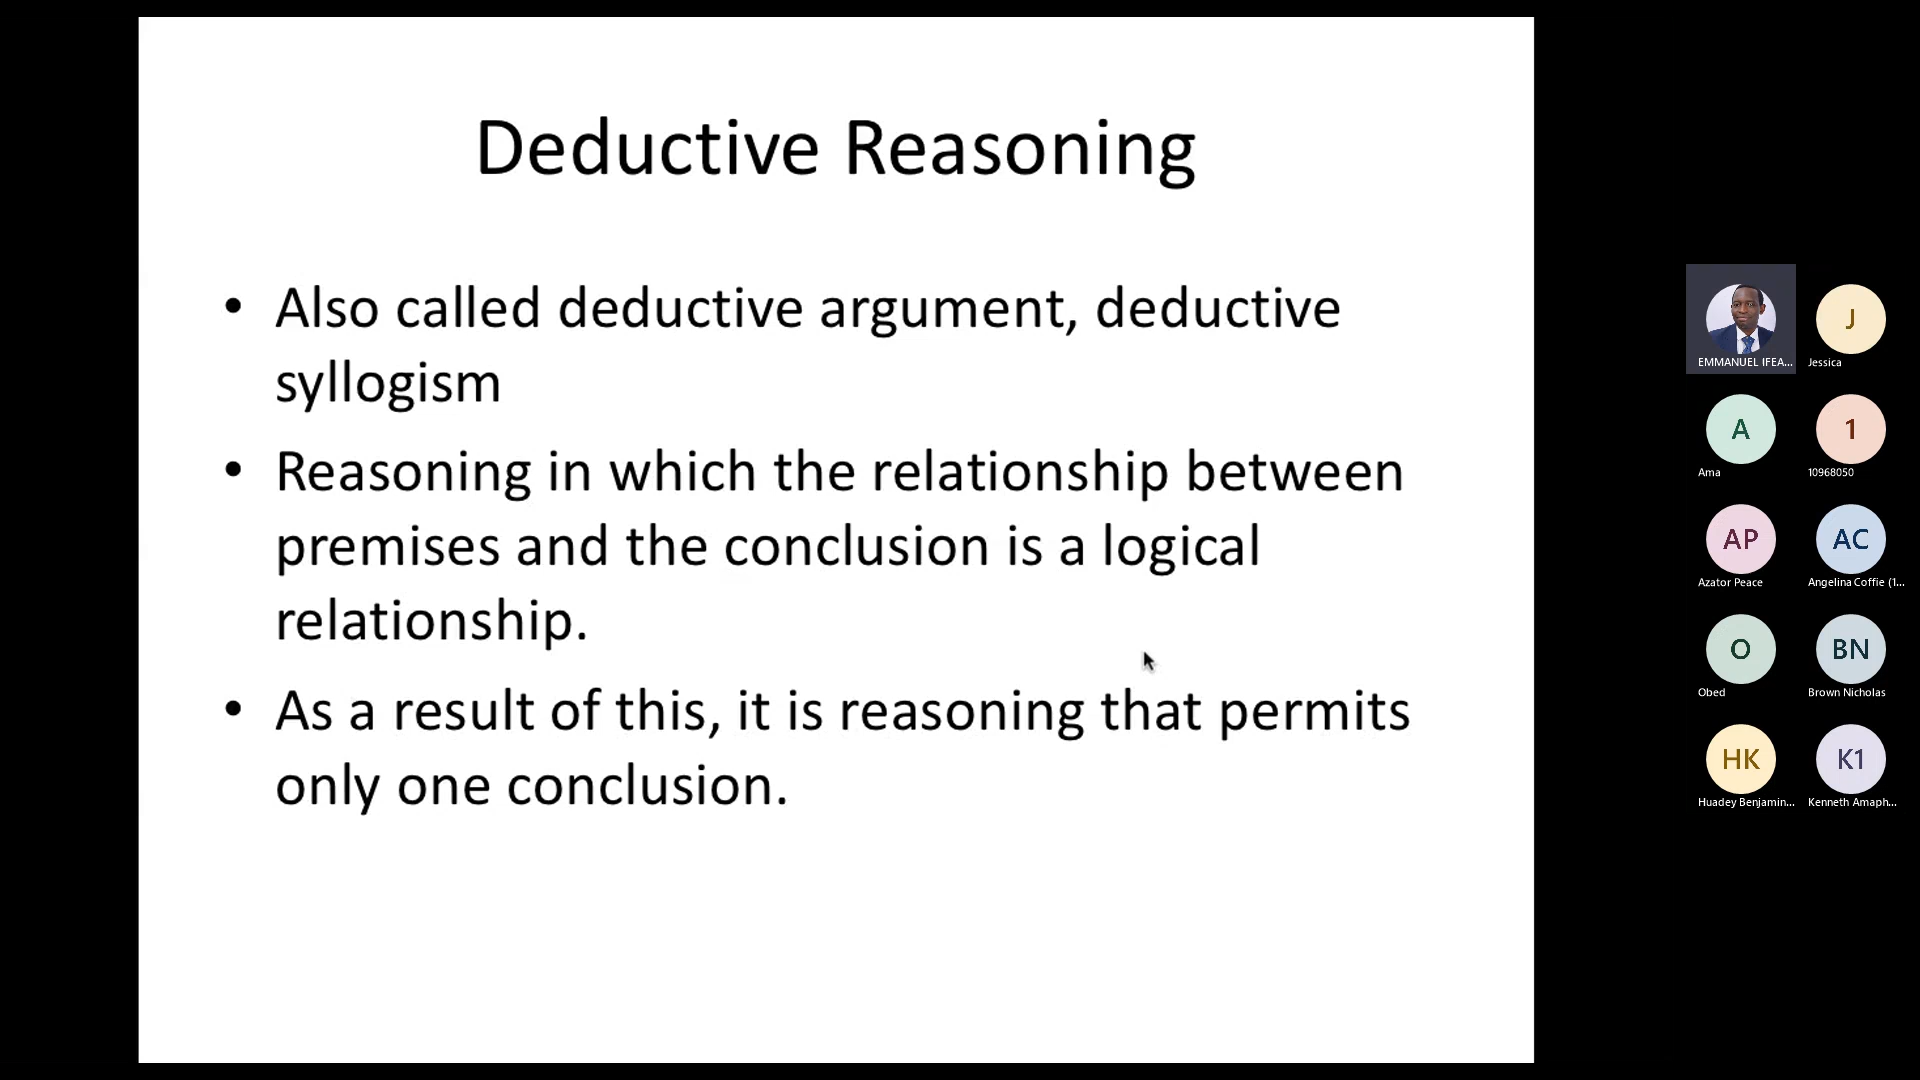 Deductive Reasoning
• Also called deductive argument, deductive
syllogism
• Reasoning in which the relationship between
premises and the conclusion is a logical
relationship.
• As a result of this, it is reasoning that permits
only one conclusion.
EMMANUEL IFEA...
J
Jessica
A
Ama
1
10968050
AP
Azator Peace
AC
Angelina Coffie (1...
O
Obed
BN
Brown Nicholas
HK
Huadey Benjamin...
K1
Kenneth Amaph...